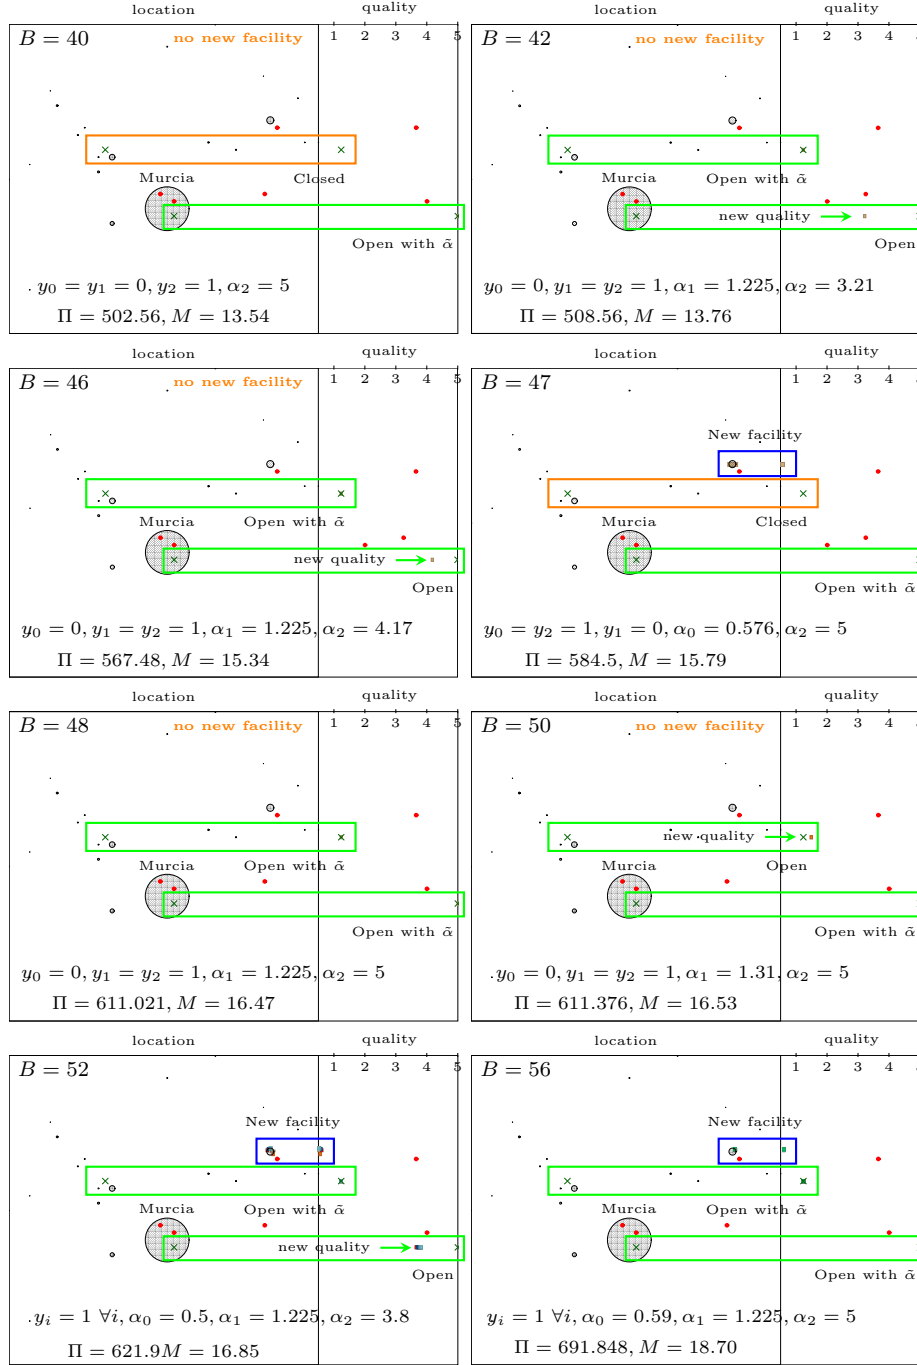 location quality
B = 40 no new facility 1 2 3 4 5
Murcia Closed
Open with α̃
. y₀ = y₁ = 0, y₂ = 1, α₂ = 5
Π = 502.56, M = 13.54
location quality
B = 42 no new facility 1 2 3 4 5
Murcia Open with α̃
new quality
Open
y₀ = 0, y₁ = y₂ = 1, α₁ = 1.225, α₂ = 3.21
Π = 508.56, M = 13.76
location quality
B = 46 no new facility 1 2 3 4 5
Murcia Open with α̃
new quality
Open
y₀ = 0, y₁ = y₂ = 1, α₁ = 1.225, α₂ = 4.17
Π = 567.48, M = 15.34
location quality
B = 47 1 2 3 4 5
New facility
Murcia Closed
Open with α̃
y₀ = y₂ = 1, y₁ = 0, α₀ = 0.576, α₂ = 5
Π = 584.5, M = 15.79
location quality
B = 48 no new facility 1 2 3 4 5
Murcia Open with α̃
Open with α̃
y₀ = 0, y₁ = y₂ = 1, α₁ = 1.225, α₂ = 5
Π = 611.021, M = 16.47
location quality
B = 50 no new facility 1 2 3 4 5
new quality
Murcia Open
Open with α̃
.y₀ = 0, y₁ = y₂ = 1, α₁ = 1.31, α₂ = 5
Π = 611.376, M = 16.53
location quality
B = 52 1 2 3 4 5
New facility
Murcia Open with α̃
new quality
Open
.yᵢ = 1 ∀i, α₀ = 0.5, α₁ = 1.225, α₂ = 3.8
Π = 621.9M = 16.85
location quality
B = 56 1 2 3 4 5
New facility
Murcia Open with α̃
Open with α̃
yᵢ = 1 ∀i, α₀ = 0.59, α₁ = 1.225, α₂ = 5
Π = 691.848, M = 18.70